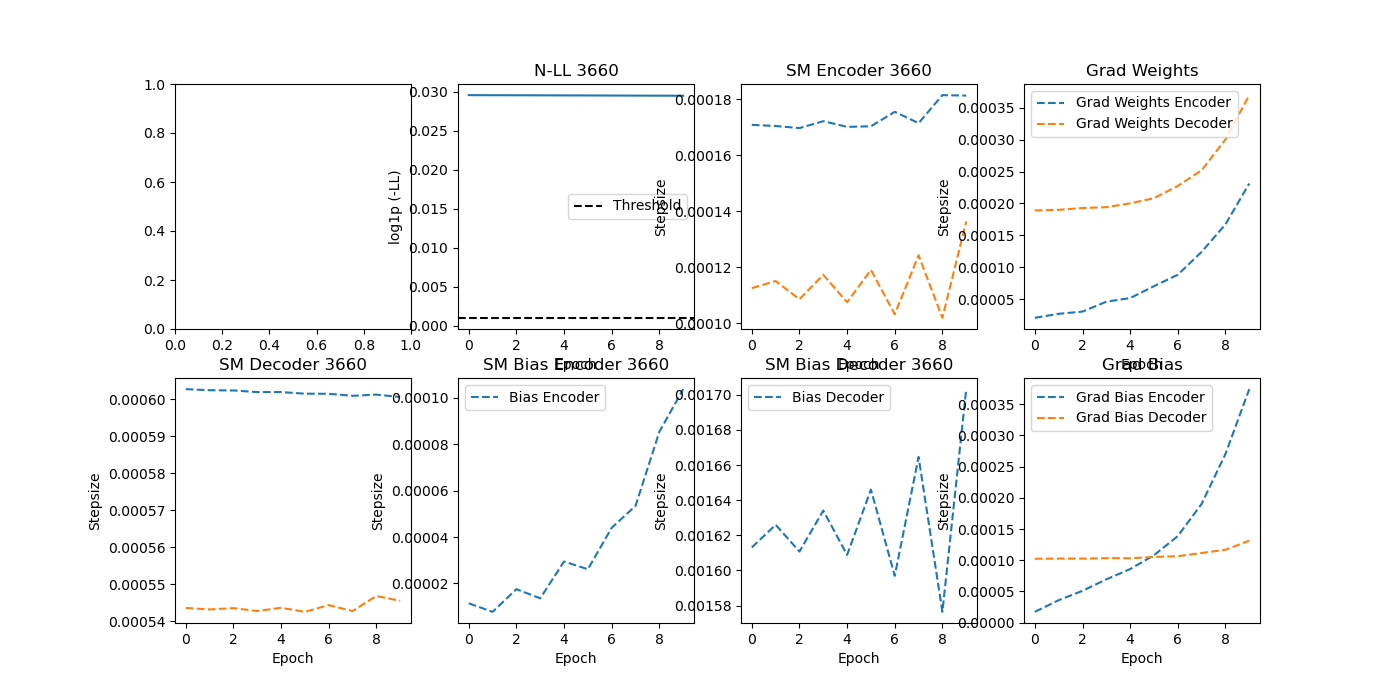 1.0
0.8
0.6
0.4
0.2
0.0
0.0 0.2 0.4 0.6 0.8 1.0
N-LL 3660
log1p (-LL)
0.030
0.025
0.020
0.015
0.010
0.005
0.000
Threshold
0 2 4 6 8
Epoch
SM Encoder 3660
Stepsize
0.00018
0.00016
0.00014
0.00012
0.00010
0 2 4 6 8
Epoch
Grad Weights
Stepsize
0.00035
0.00030
0.00025
0.00020
0.00015
0.00010
0.00005
Grad Weights Encoder
Grad Weights Decoder
0 2 4 6 8
Epoch
SM Decoder 3660
Stepsize
0.00060
0.00059
0.00058
0.00057
0.00056
0.00055
0.00054
0 2 4 6 8
Epoch
SM Bias Encoder 3660
Stepsize
0.00010
0.00008
0.00006
0.00004
0.00002
Bias Encoder
0 2 4 6 8
Epoch
SM Bias Decoder 3660
Stepsize
0.00170
0.00168
0.00166
0.00164
0.00162
0.00160
0.00158
Bias Decoder
0 2 4 6 8
Epoch
Grad Bias
Stepsize
0.00035
0.00030
0.00025
0.00020
0.00015
0.00010
0.00005
0.00000
Grad Bias Encoder
Grad Bias Decoder
0 2 4 6 8
Epoch